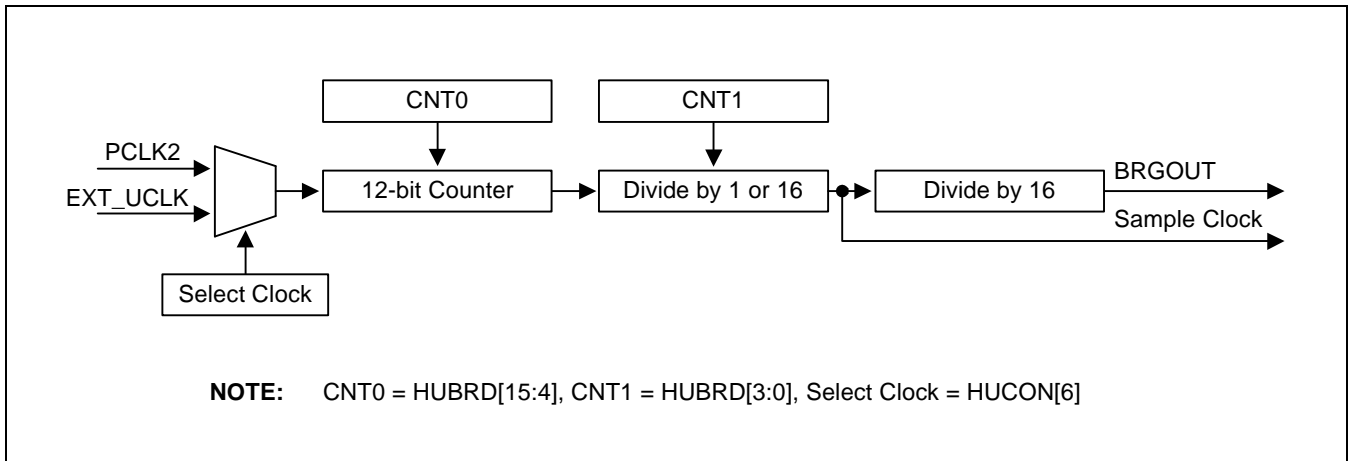 CNT0
CNT1
PCLK2
EXT_UCLK
12-bit Counter
Divide by 1 or 16
Divide by 16
BRGOUT
Sample Clock
Select Clock
NOTE: CNT0 = HUBRD[15:4], CNT1 = HUBRD[3:0], Select Clock = HUCON[6]